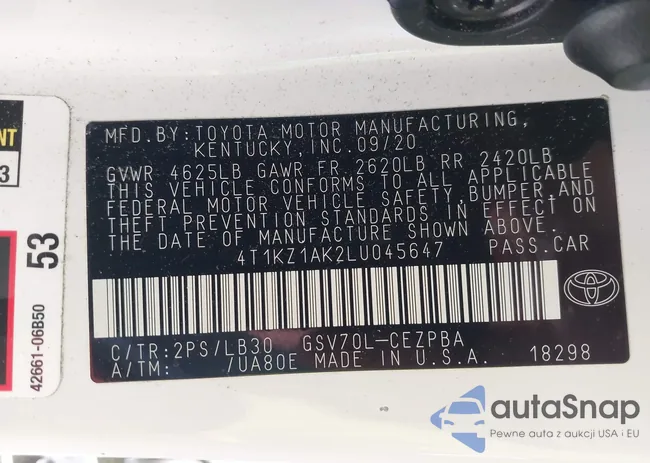 NT
3
53
42661-06B50
MFD. BY: TOYOTA MOTOR MANUFACTURING,
KENTUCKY, INC. 09/20
GVWR 4625LB GAWR FR 2620LB RR 2420LB
THIS VEHICLE CONFORMS TO ALL APPLICABLE
FEDERAL MOTOR VEHICLE SAFETY, BUMPER AND
THEFT PREVENTION STANDARDS IN EFFECT ON
THE DATE OF MANUFACTURE SHOWN ABOVE.
4T1KZ1AK2LU045647 PASS. CAR
C/TR: 2PS/LB30 GSV70L-CEZPBA
A/TM: /UA80E MADE IN U.S.A. 18298
autoSnap
Pewne auta z aukcji USA i EU